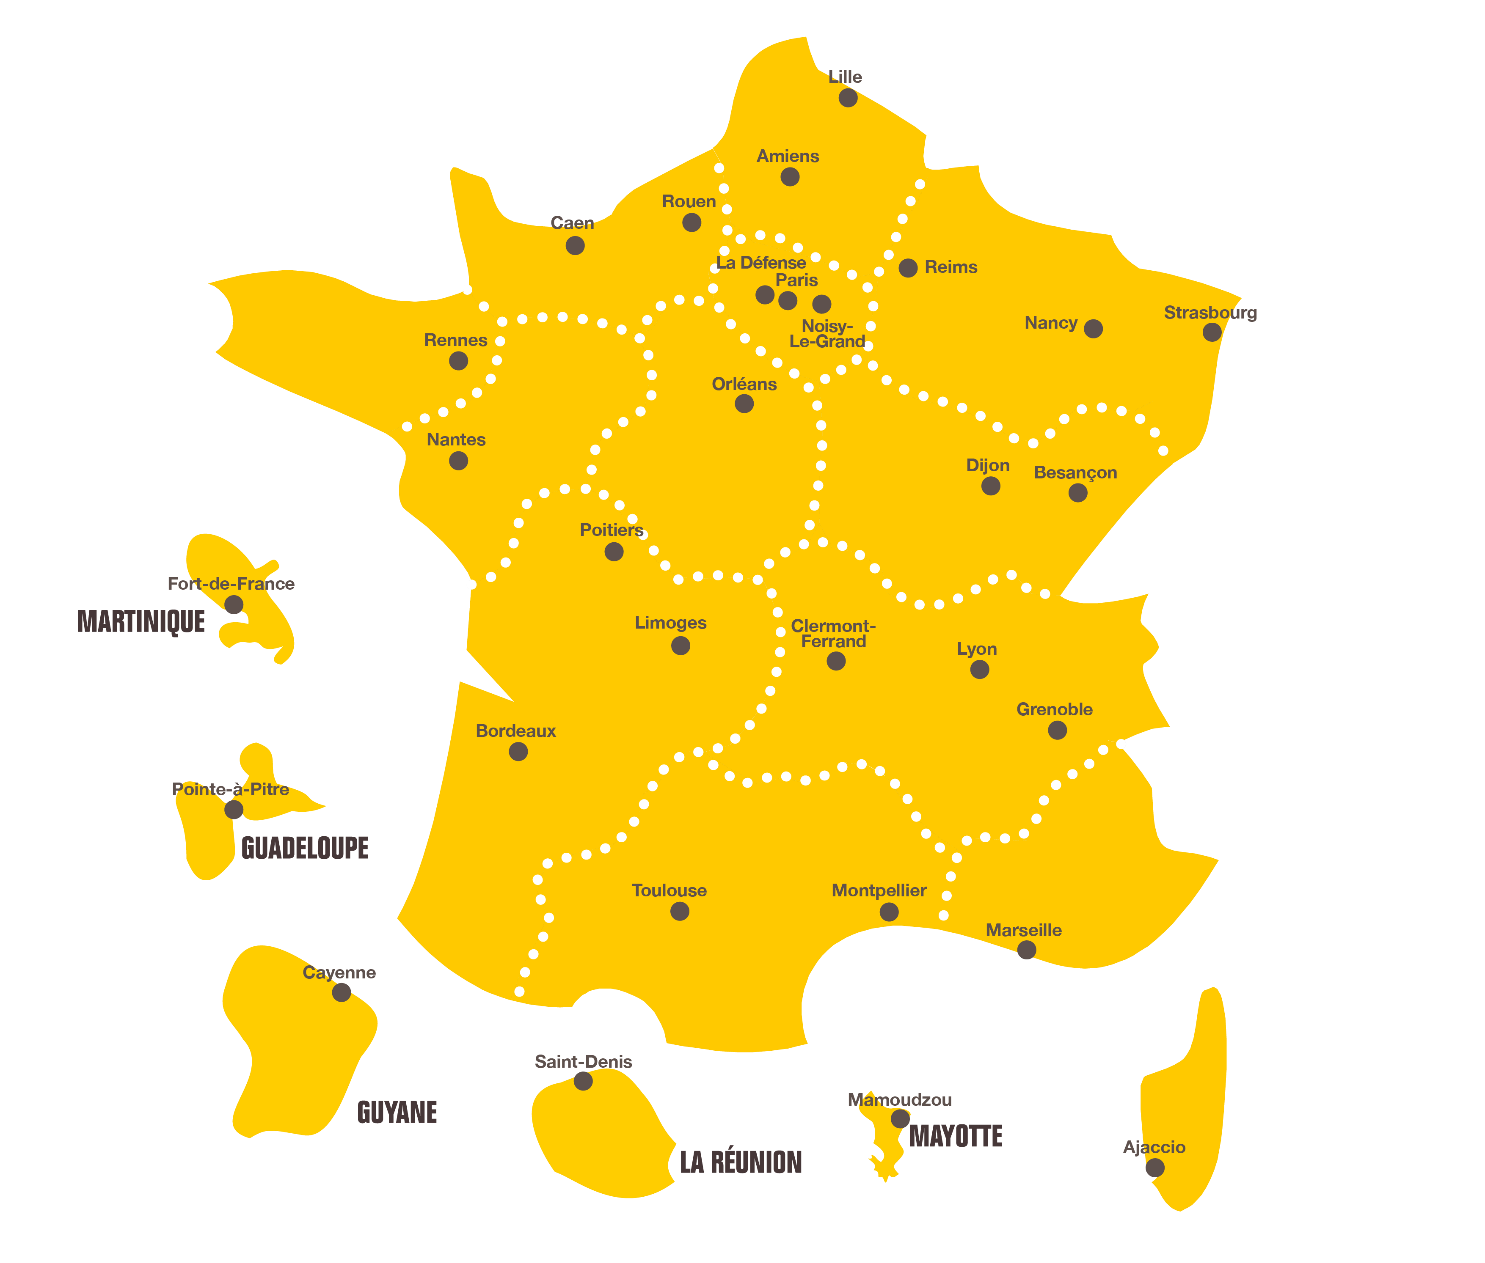 Lille
Amiens
Rouen
Caen
La Défense
Paris
Reims
Noisy-
Le-Grand
Nancy
Strasbourg
Rennes
Orléans
Nantes
Dijon
Besançon
Poitiers
Fort-de-France
MARTINIQUE
Limoges
Clermont-
Ferrand
Lyon
Grenoble
Bordeaux
Pointe-à-Pitre
GUADELOUPE
Toulouse
Montpellier
Marseille
Cayenne
GUYANE
Saint-Denis
LA RÉUNION
Mamoudzou
MAYOTTE
Ajaccio